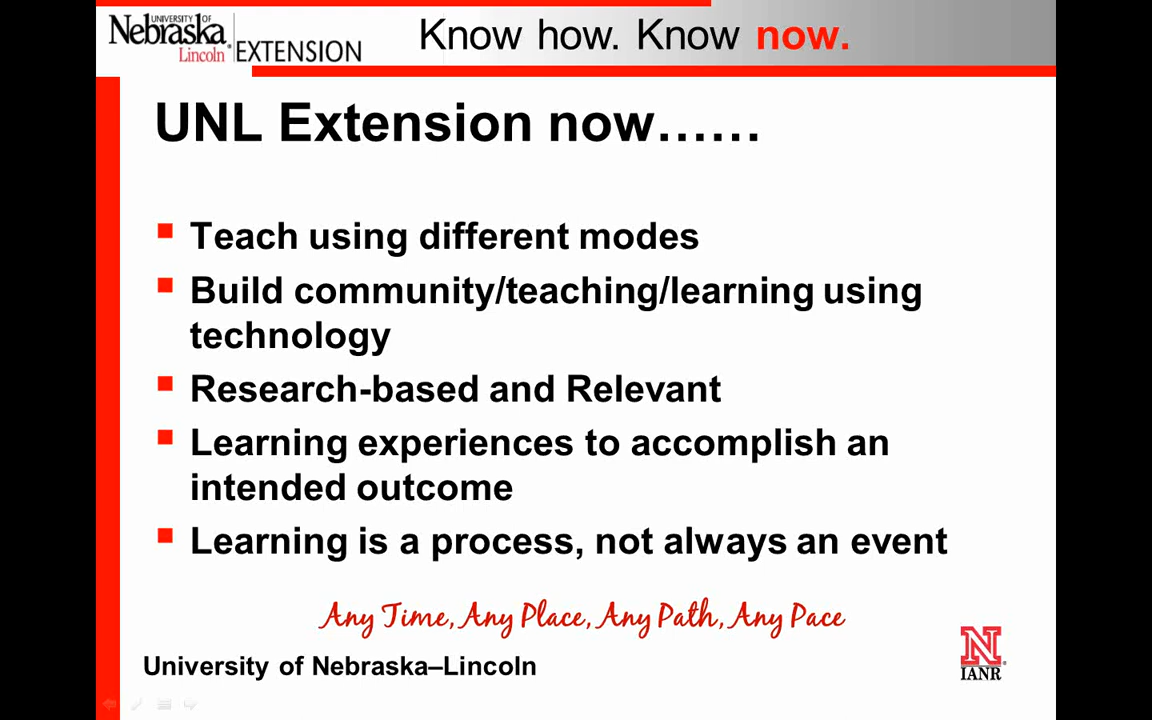 UNIVERSITY OF
Nebraska
Lincoln
EXTENSION
Know how. Know now.
UNL Extension now……
Teach using different modes
Build community/teaching/learning using
technology
Research-based and Relevant
Learning experiences to accomplish an
intended outcome
Learning is a process, not always an event
Any Time, Any Place, Any Path, Any Pace
University of Nebraska–Lincoln
N
IANR